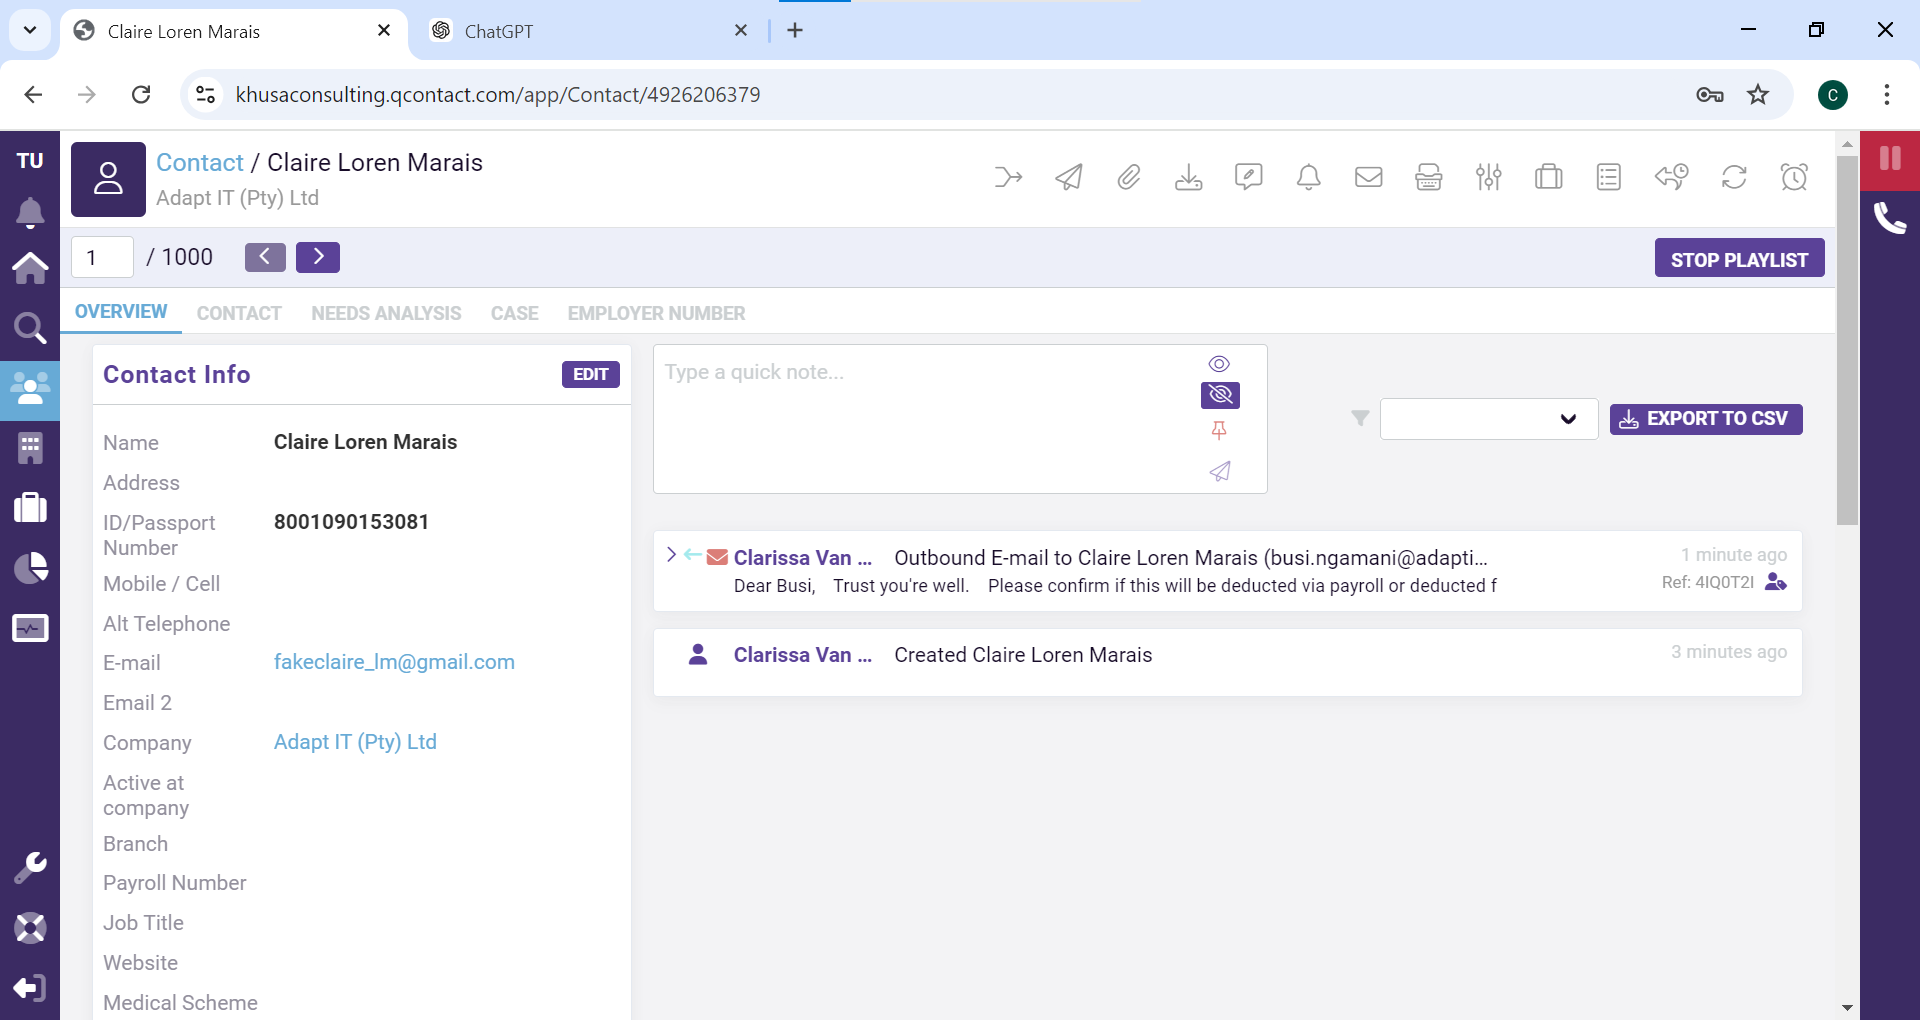 Claire Loren Marais
ChatGPT
khusaconsulting.qcontact.com/app/Contact/4926206379
C
TU
Contact / Claire Loren Marais
Adapt IT (Pty) Ltd
1 / 1000
STOP PLAYLIST
OVERVIEW CONTACT NEEDS ANALYSIS CASE EMPLOYER NUMBER
Contact Info
EDIT
Name Claire Loren Marais
Address
ID/Passport Number 8001090153081
Mobile / Cell
Alt Telephone
E-mail fakeclaire_lm@gmail.com
Email 2
Company Adapt IT (Pty) Ltd
Active at company
Branch
Payroll Number
Job Title
Website
Medical Scheme
Type a quick note...
EXPORT TO CSV
Clarissa Van ... Outbound E-mail to Claire Loren Marais (busi.ngamani@adapti... 1 minute ago
Dear Busi, Trust you're well. Please confirm if this will be deducted via payroll or deducted f Ref: 4IQ0T2I
Clarissa Van ... Created Claire Loren Marais 3 minutes ago